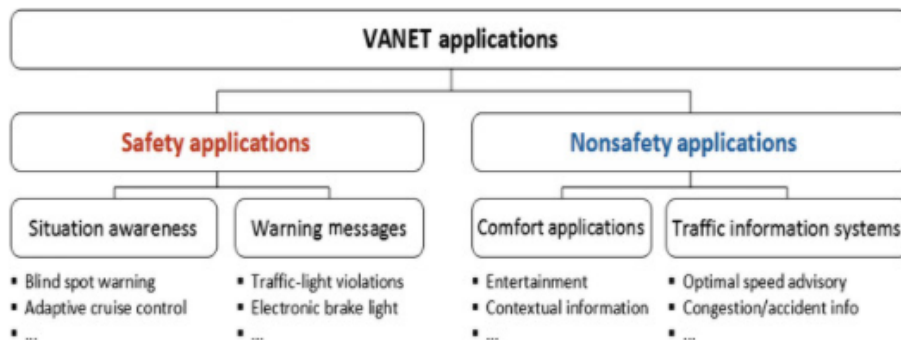 VANET applications
Safety applications
Nonsafety applications
Situation awareness
Warning messages
Comfort applications
Traffic information systems
▪ Blind spot warning
▪ Adaptive cruise control
▪ ...
▪ Traffic-light violations
▪ Electronic brake light
▪ ...
▪ Entertainment
▪ Contextual information
▪ ...
▪ Optimal speed advisory
▪ Congestion/accident info
▪ ...